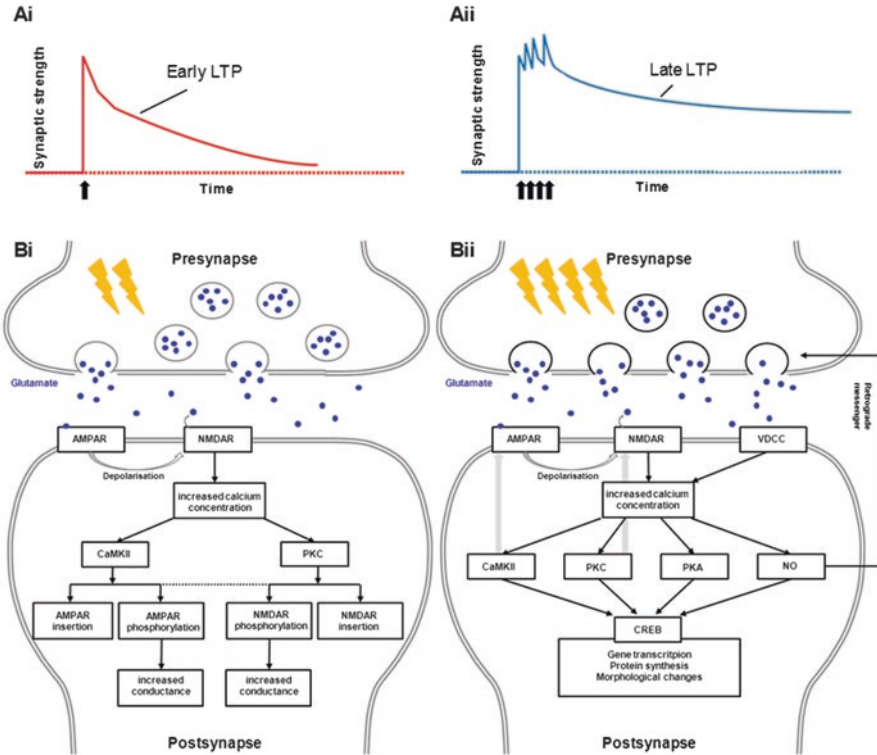 Ai
Synaptic strength
Early LTP
Time
Aii
Synaptic strength
Late LTP
Time
Bi
Presynapse
Glutamate
AMPAR
NMDAR
Depolarisation
increased calcium
concentration
CaMKII
PKC
AMPAR
insertion
AMPAR
phosphorylation
NMDAR
phosphorylation
NMDAR
insertion
increased
conductance
increased
conductance
Postsynapse
Bii
Presynapse
Glutamate
Retrograde
messenger
AMPAR
NMDAR
VDCC
Depolarisation
increased calcium
concentration
CaMKII
PKC
PKA
NO
CREB
Gene transcritpion
Protein synthesis
Morphological changes
Postsynapse